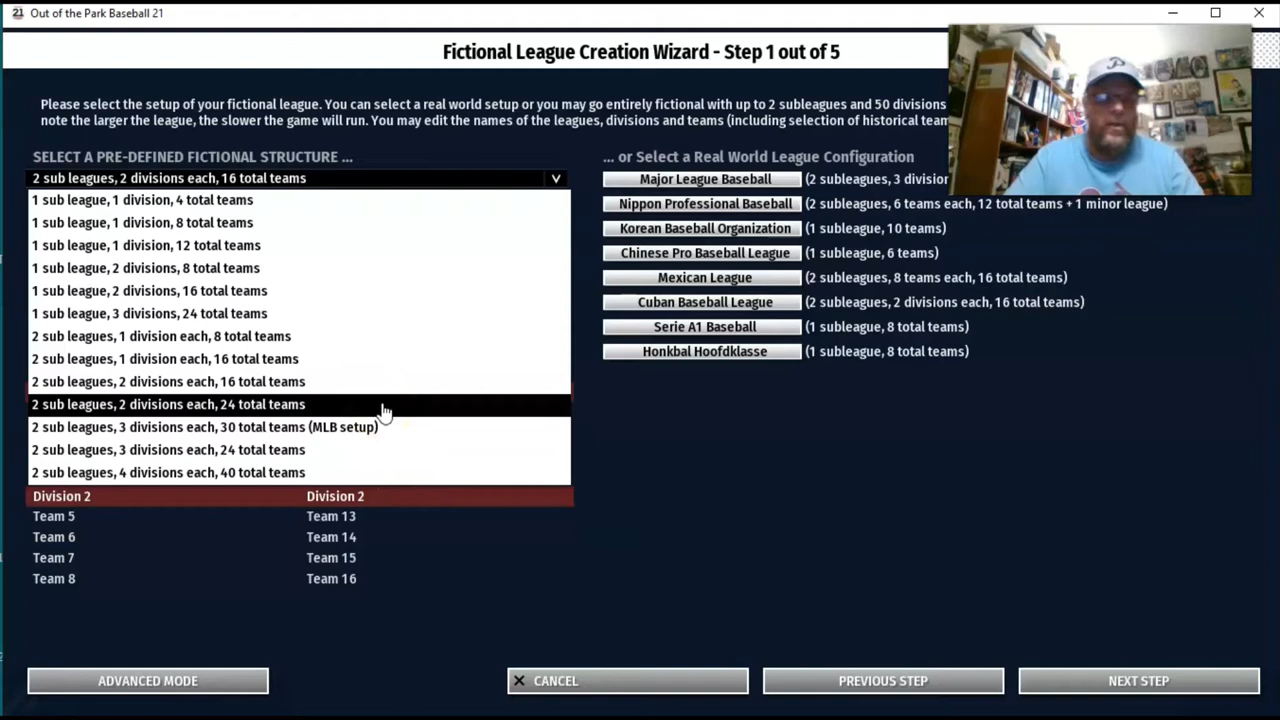 21 Out of the Park Baseball 21
Fictional League Creation Wizard - Step 1 out of 5
Please select the setup of your fictional league. You can select a real world setup or you may go entirely fictional with up to 2 subleagues and 50 divisions
note the larger the league, the slower the game will run. You may edit the names of the leagues, divisions and teams (including selection of historical
SELECT A PRE-DEFINED FICTIONAL STRUCTURE ...
2 sub leagues, 2 divisions each, 16 total teams
1 sub league, 1 division, 4 total teams
1 sub league, 1 division, 8 total teams
1 sub league, 1 division, 12 total teams
1 sub league, 2 divisions, 8 total teams
1 sub league, 2 divisions, 16 total teams
1 sub league, 3 divisions, 24 total teams
2 sub leagues, 1 division each, 8 total teams
2 sub leagues, 1 division each, 16 total teams
2 sub leagues, 2 divisions each, 16 total teams
2 sub leagues, 2 divisions each, 24 total teams
2 sub leagues, 3 divisions each, 30 total teams (MLB setup)
2 sub leagues, 3 divisions each, 24 total teams
2 sub leagues, 4 divisions each, 40 total teams
Division 2 Division 2
Team 5 Team 13
Team 6 Team 14
Team 7 Team 15
Team 8 Team 16
... or Select a Real World League Configuration
Major League Baseball (2 subleagues, 3
Nippon Professional Baseball (2 subleagues, 6 teams each, 12 total teams + 1 minor league)
Korean Baseball Organization (1 subleague, 10 teams)
Chinese Pro Baseball League (1 subleague, 6 teams)
Mexican League (2 subleagues, 8 teams each, 16 total teams)
Cuban Baseball League (2 subleagues, 2 divisions each, 16 total teams)
Serie A1 Baseball (1 subleague, 8 total teams)
Honkbal Hoofdklasse (1 subleague, 8 total teams)
ADVANCED MODE
CANCEL
PREVIOUS STEP
NEXT STEP